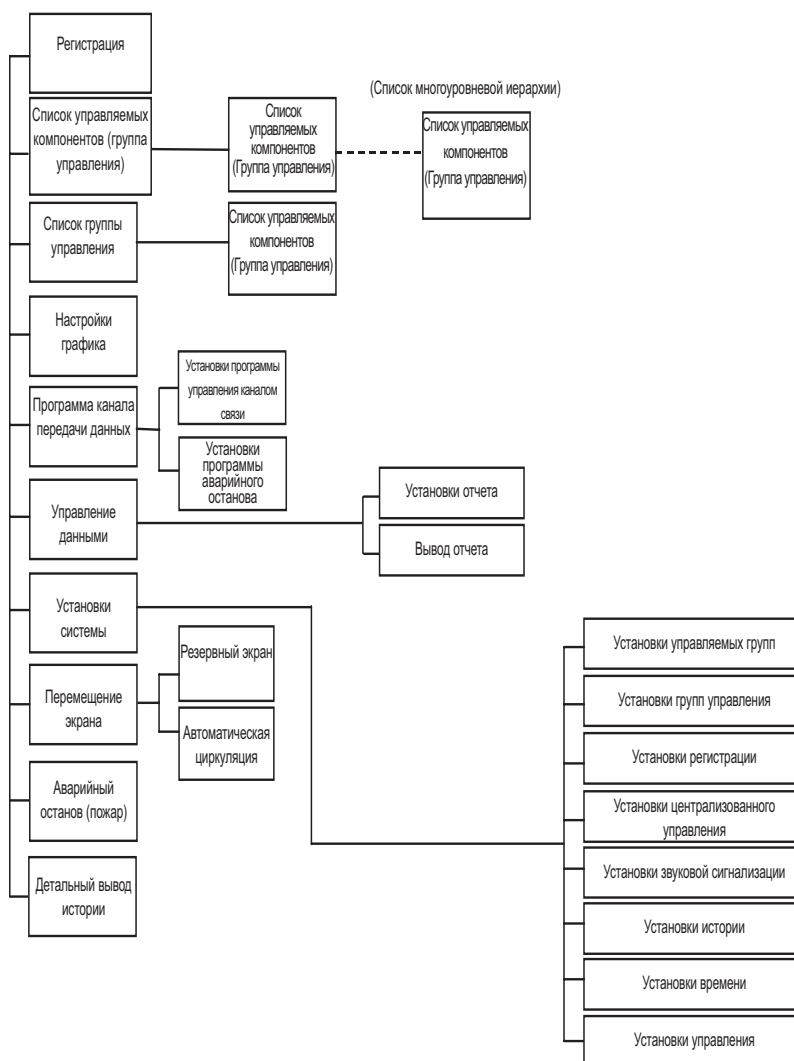 Регистрация
(Список многоуровневой иерархии)
Список управляемых
компонентов (группа
управления)
Список
управляемых
компонентов
(Группа управления)
Список управляемых
компонентов
(Группа управления)
Список группы
управления
Список управляемых
компонентов
(Группа управления)
Настройки
графика
Программа канала
передачи данных
Установки программы
управления каналом
связи
Установки
программы
аварийного
останова
Управление
данными
Установки отчета
Вывод отчета
Установки
системы
Перемещение
экрана
Резервный экран
Автоматическая
циркуляция
Аварийный
останов (пожар)
Детальный вывод
истории
Установки управляемых групп
Установки групп управления
Установки регистрации
Установки централизованного
управления
Установки звуковой сигнализации
Установки истории
Установки времени
Установки управления